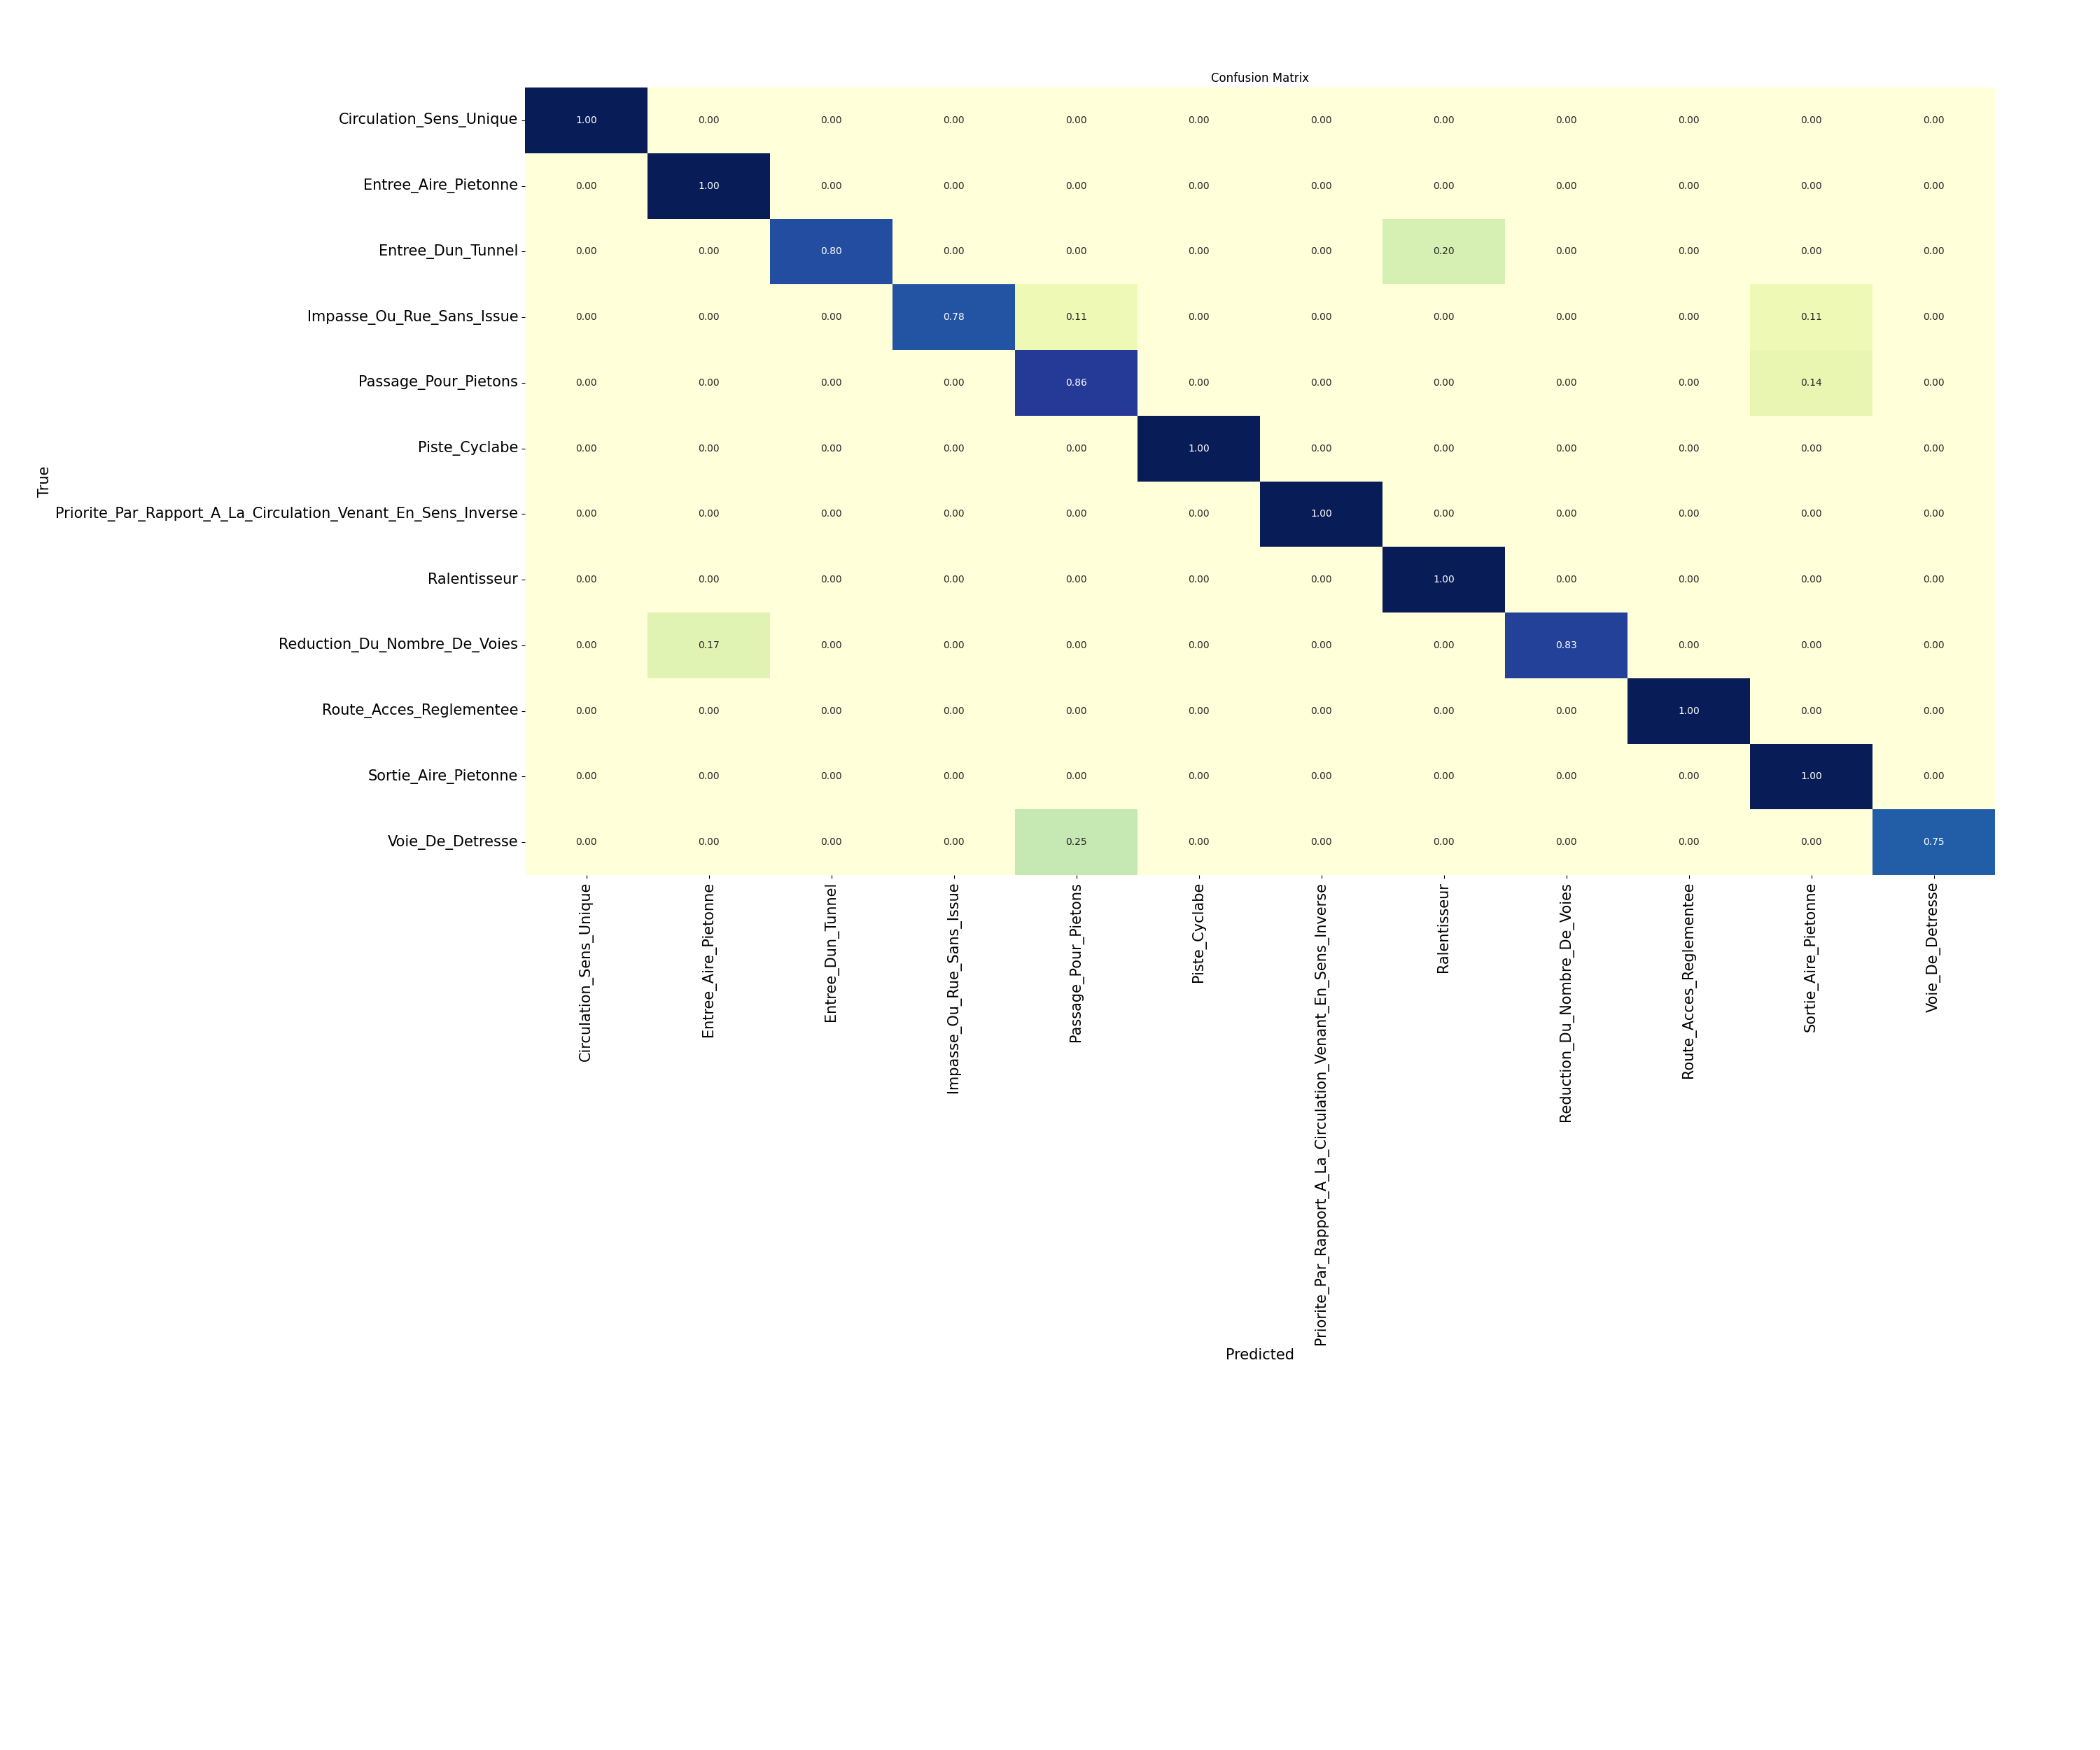 Confusion Matrix
Circulation_Sens_Unique 1.00 0.00 0.00 0.00 0.00 0.00 0.00 0.00 0.00 0.00 0.00 0.00
Entree_Aire_Pietonne 0.00 1.00 0.00 0.00 0.00 0.00 0.00 0.00 0.00 0.00 0.00 0.00
Entree_Dun_Tunnel 0.00 0.00 0.80 0.00 0.00 0.00 0.00 0.20 0.00 0.00 0.00 0.00
Impasse_Ou_Rue_Sans_Issue 0.00 0.00 0.00 0.78 0.11 0.00 0.00 0.00 0.00 0.00 0.11 0.00
Passage_Pour_Pietons 0.00 0.00 0.00 0.00 0.86 0.00 0.00 0.00 0.00 0.00 0.14 0.00
Piste_Cyclabe 0.00 0.00 0.00 0.00 0.00 1.00 0.00 0.00 0.00 0.00 0.00 0.00
True
Priorite_Par_Rapport_A_La_Circulation_Venant_En_Sens_Inverse 0.00 0.00 0.00 0.00 0.00 0.00 1.00 0.00 0.00 0.00 0.00 0.00
Ralentisseur 0.00 0.00 0.00 0.00 0.00 0.00 0.00 1.00 0.00 0.00 0.00 0.00
Reduction_Du_Nombre_De_Voies 0.00 0.17 0.00 0.00 0.00 0.00 0.00 0.00 0.83 0.00 0.00 0.00
Route_Acces_Reglementee 0.00 0.00 0.00 0.00 0.00 0.00 0.00 0.00 0.00 1.00 0.00 0.00
Sortie_Aire_Pietonne 0.00 0.00 0.00 0.00 0.00 0.00 0.00 0.00 0.00 0.00 1.00 0.00
Voie_De_Detresse 0.00 0.00 0.00 0.00 0.25 0.00 0.00 0.00 0.00 0.00 0.00 0.75
Circulation_Sens_Unique
Entree_Aire_Pietonne
Entree_Dun_Tunnel
Impasse_Ou_Rue_Sans_Issue
Passage_Pour_Pietons
Piste_Cyclabe
Priorite_Par_Rapport_A_La_Circulation_Venant_En_Sens_Inverse
Ralentisseur
Reduction_Du_Nombre_De_Voies
Route_Acces_Reglementee
Sortie_Aire_Pietonne
Voie_De_Detresse
Predicted